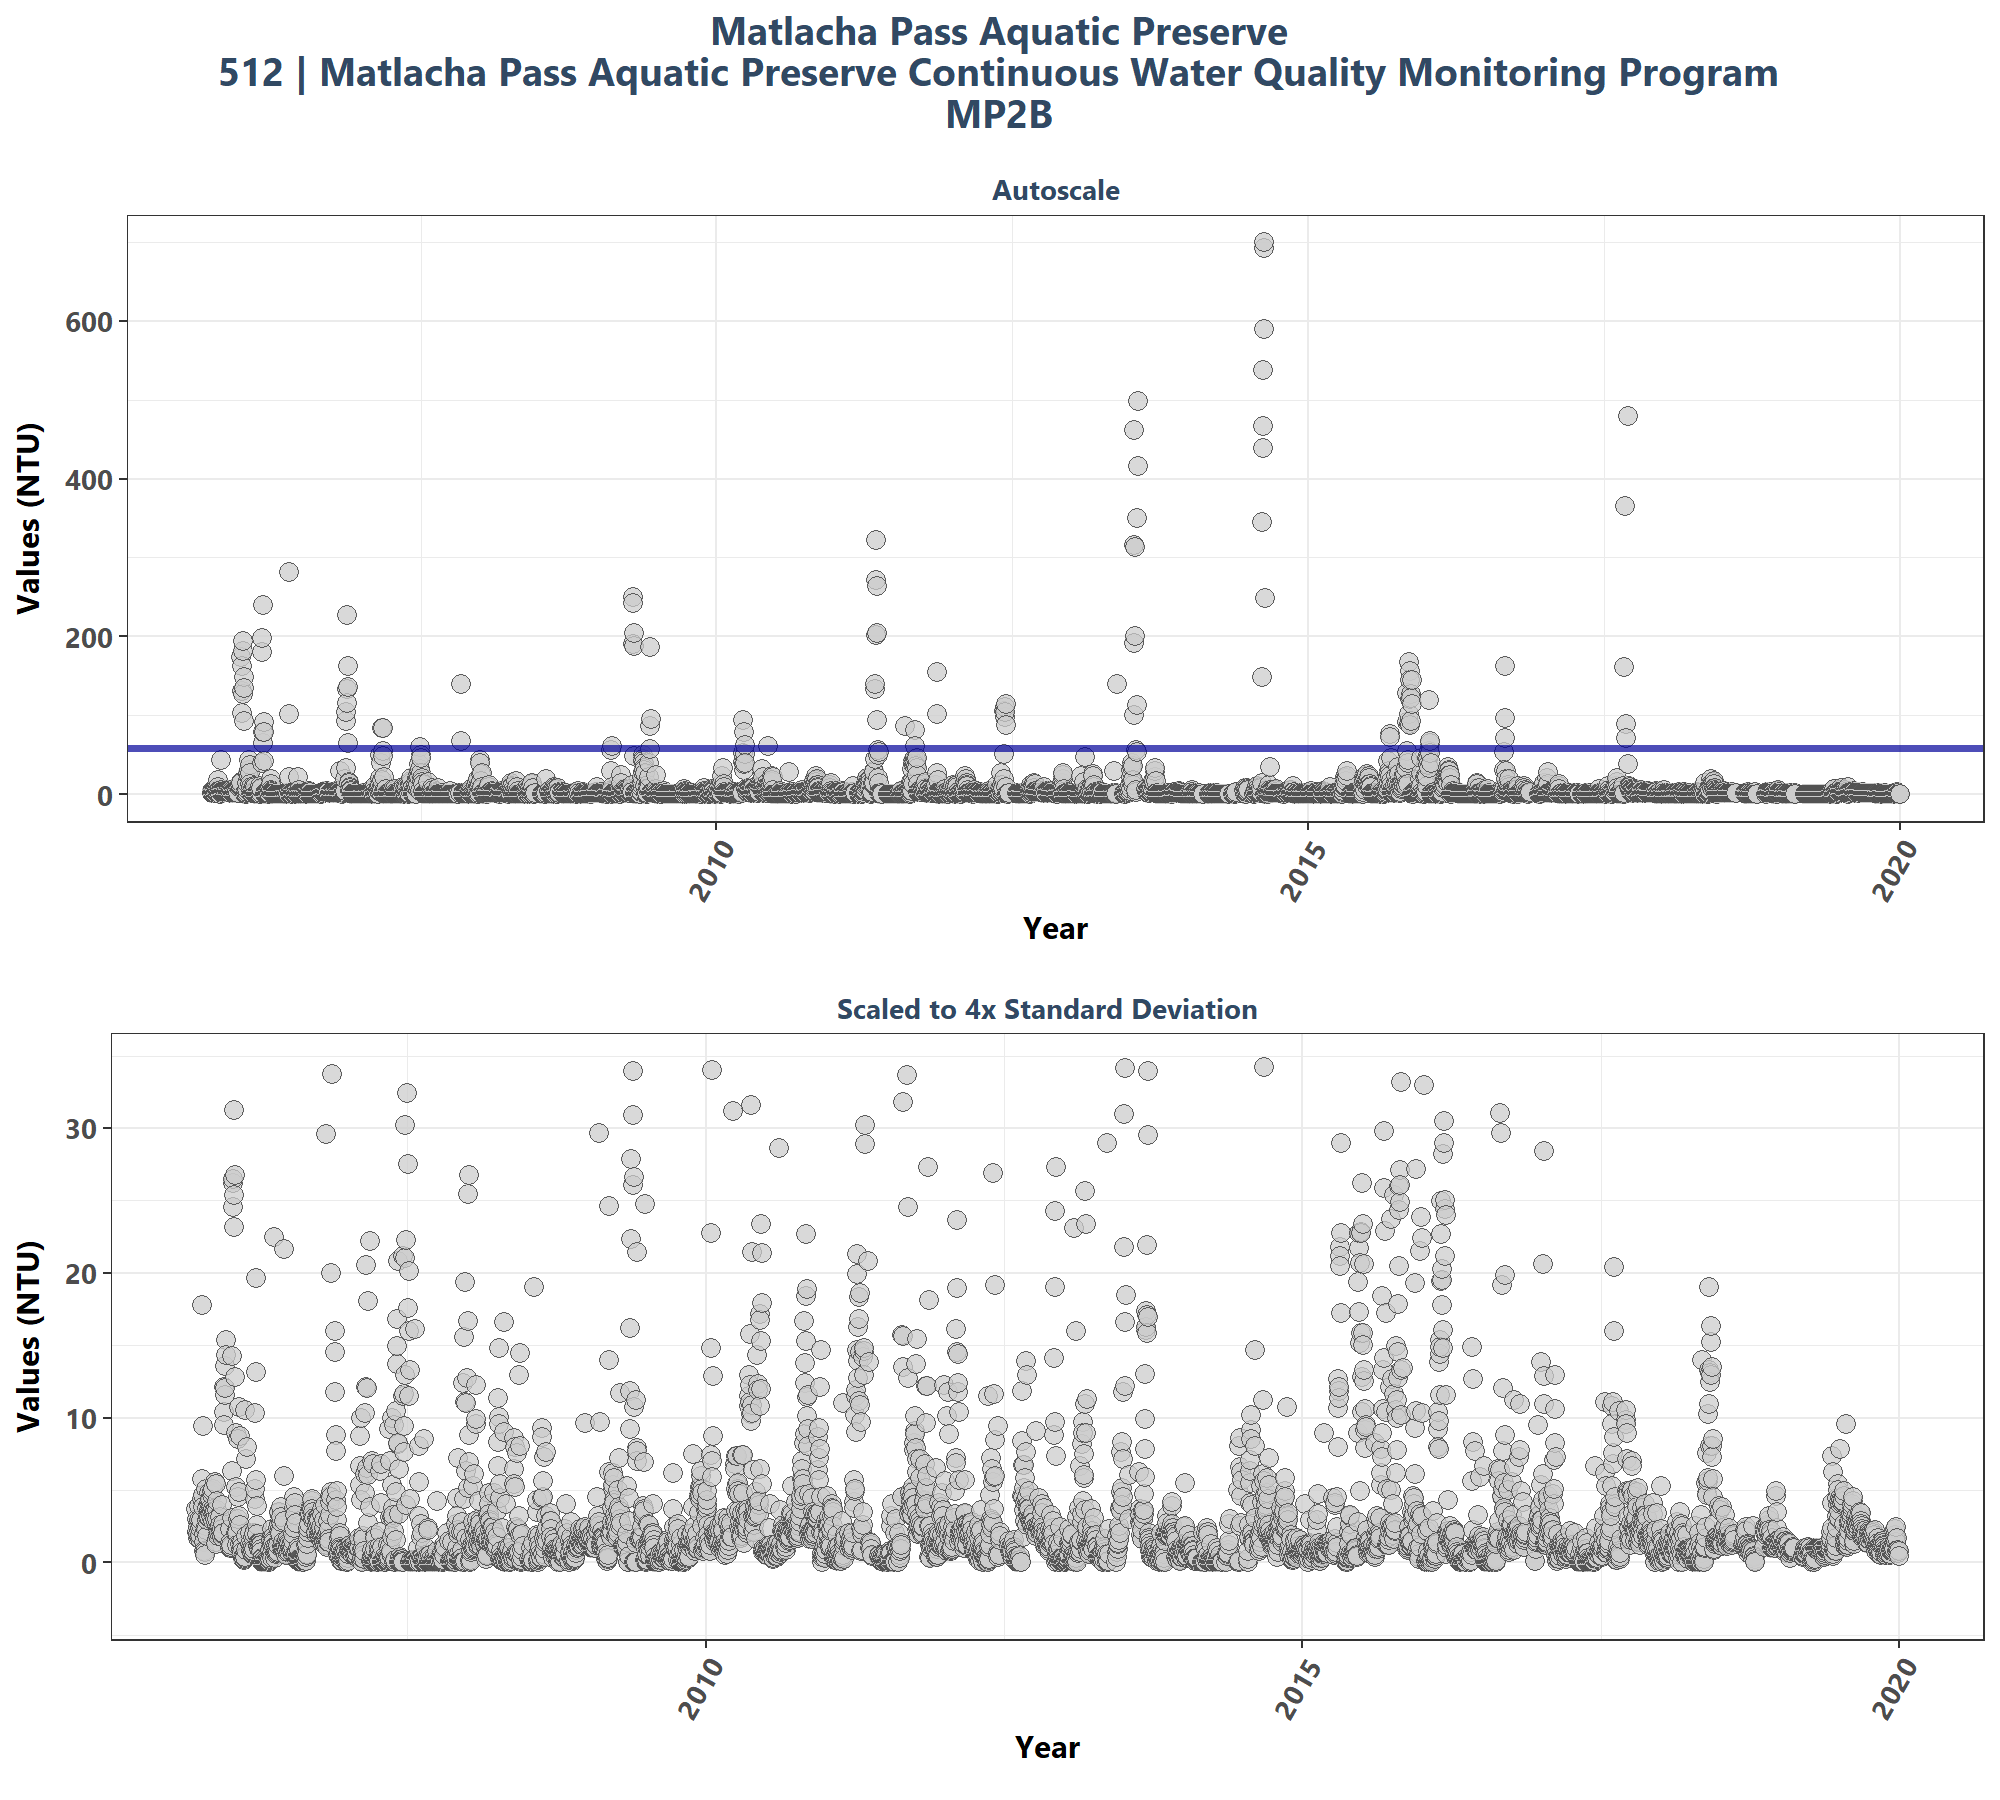 Matlacha Pass Aquatic Preserve
512 | Matlacha Pass Aquatic Preserve Continuous Water Quality Monitoring Program
MP2B
Autoscale
Values (NTU)
600
400
200
0
2010
2015
2020
Year
Scaled to 4x Standard Deviation
Values (NTU)
30
20
10
0
2010
2015
2020
Year